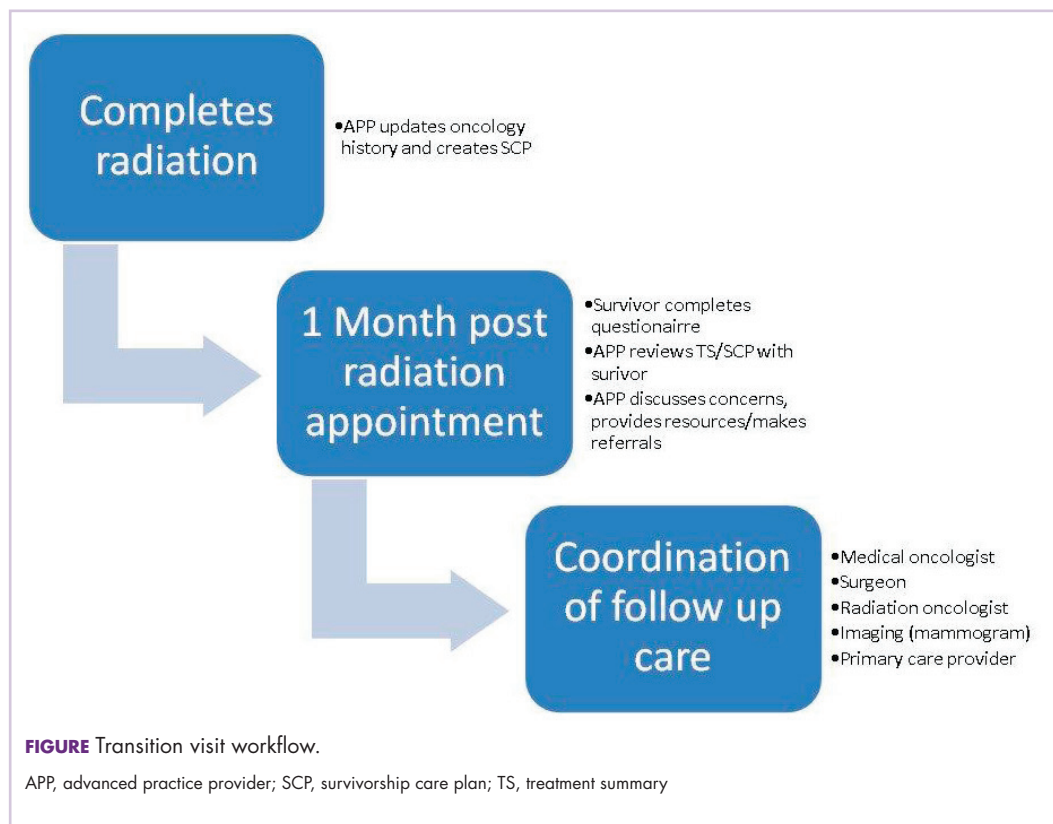 Completes
radiation
•APP updates oncology
history and creates SCP
1 Month post
radiation
appointment
•Survivor completes
questionairre
•APP reviews TS/SCP with
surivor
•APP discusses concerns,
provides resources/makes
referrals
Coordination
of follow up
care
•Medical oncologist
•Surgeon
•Radiation oncologist
•Imaging (mammogram)
•Primary care provider
FIGURE Transition visit workflow.
APP, advanced practice provider; SCP, survivorship care plan; TS, treatment summary